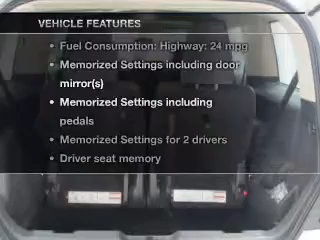 VEHICLE FEATURES
• Fuel Consumption: Highway: 24 mpg
• Memorized Settings including door
mirror(s)
• Memorized Settings including
pedals
• Memorized Settings for 2 drivers
• Driver seat memory